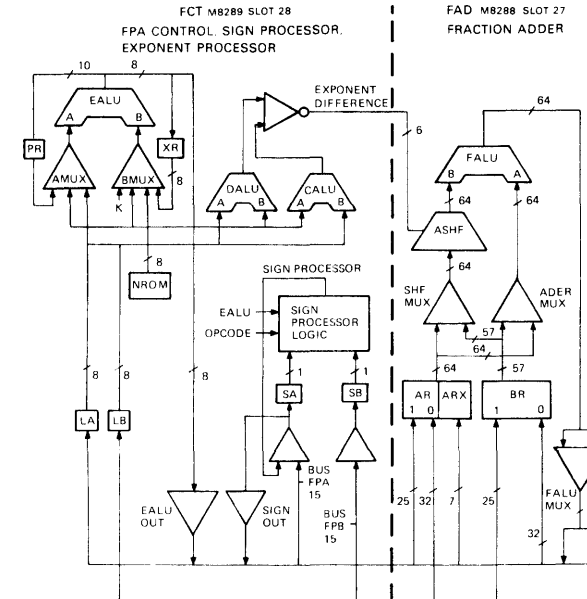 FCT M8289 SLOT 28
FPA CONTROL, SIGN PROCESSOR,
EXPONENT PROCESSOR
FAD M8288 SLOT 27
FRACTION ADDER
10
8
EALU
A
B
PR
XR
AMUX
BMUX
8
K
8
NROM
EXPONENT
DIFFERENCE
6
DALU
A
B
CALU
A
B
64
FALU
B
A
64
64
ASHF
64
SHF
MUX
ADER
MUX
57
64
64
57
AR
ARX
1
0
BR
1
0
SIGN PROCESSOR
EALU
OPCODE
SIGN
PROCESSOR
LOGIC
1
1
SA
SB
8
8
8
LA
LB
EALU
OUT
SIGN
OUT
BUS
FPA
15
BUS
FPB
15
25
32
7
25
32
FALU
MUX